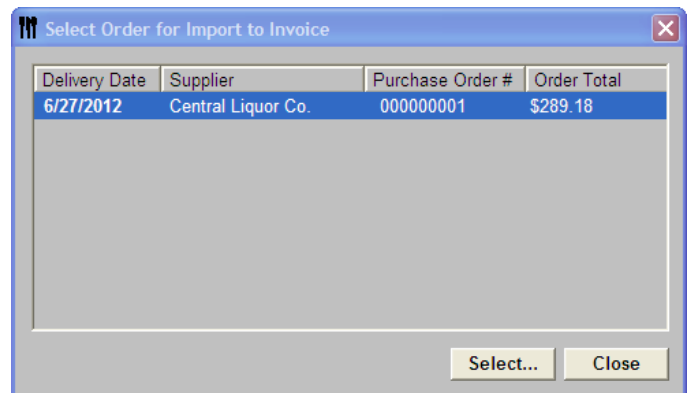 Select Order for Import to Invoice
Delivery Date Supplier Purchase Order # Order Total
6/27/2012 Central Liquor Co. 000000001 $289.18
Select... Close